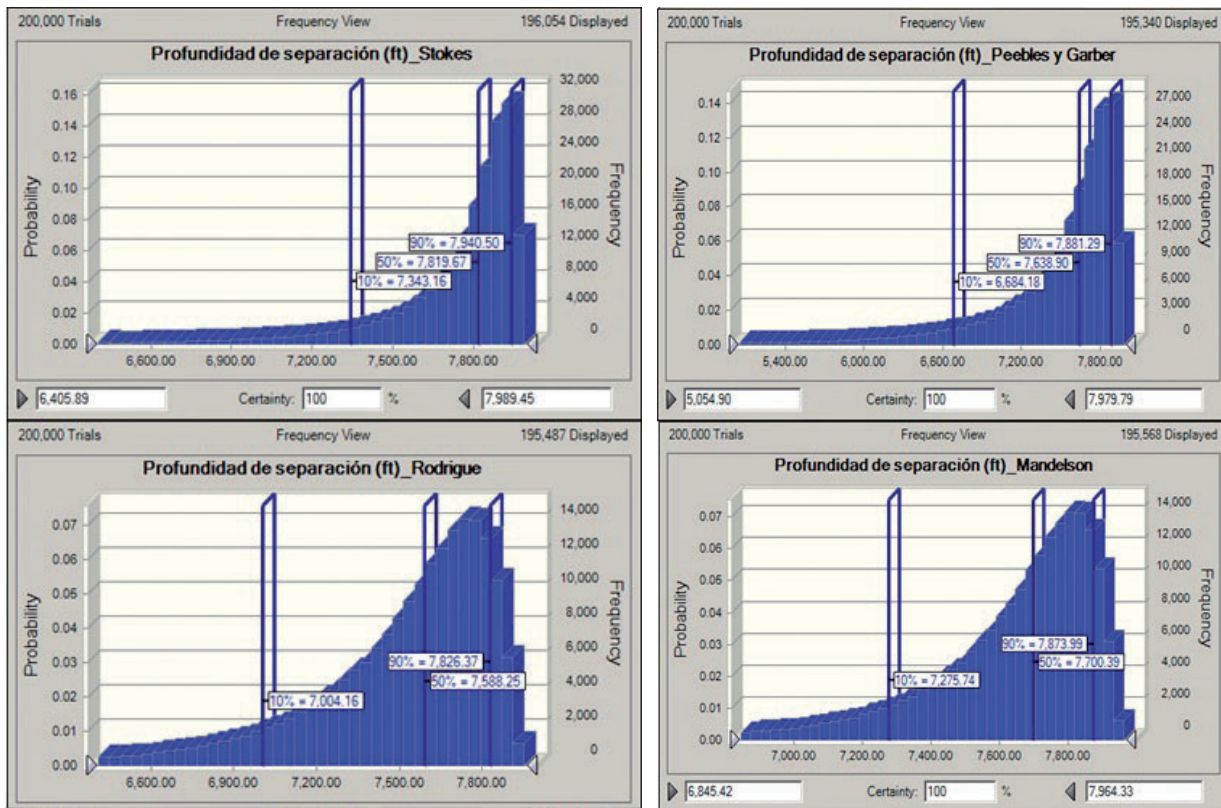 200,000 Trials Frequency View 196,054 Displayed
Profundidad de separación (ft)_Stokes
Probability
0.16
0.14
0.12
0.10
0.08
0.06
0.04
0.02
0.00
32,000
28,000
24,000
20,000
16,000
12,000
8,000
4,000
0
Frequency
90% = 7,940.50
50% = 7,819.67
10% = 7,343.16
6,600.00 6,900.00 7,200.00 7,500.00 7,800.00
6,405.89 Certainty: 100 % 7,989.45
200,000 Trials Frequency View 195,340 Displayed
Profundidad de separación (ft)_Peebles y Garber
Probability
0.14
0.12
0.10
0.08
0.06
0.04
0.02
0.00
27,000
24,000
21,000
18,000
15,000
12,000
9,000
6,000
3,000
0
Frequency
90% = 7,881.29
50% = 7,638.90
10% = 6,684.18
5,400.00 6,000.00 6,600.00 7,200.00 7,800.00
5,054.90 Certainty: 100 % 7,979.79
200,000 Trials Frequency View 195,487 Displayed
Profundidad de separación (ft)_Rodrigue
Probability
0.07
0.06
0.05
0.04
0.03
0.02
0.01
0.00
14,000
12,000
10,000
8,000
6,000
4,000
2,000
0
Frequency
90% = 7,826.37
50% = 7,588.25
10% = 7,004.16
6,600.00 6,900.00 7,200.00 7,500.00 7,800.00
200,000 Trials Frequency View 195,568 Displayed
Profundidad de separación (ft)_Mandelson
Probability
0.07
0.06
0.05
0.04
0.03
0.02
0.01
0.00
14,000
12,000
10,000
8,000
6,000
4,000
2,000
0
Frequency
90% = 7,873.99
50% = 7,700.39
10% = 7,275.74
7,000.00 7,200.00 7,400.00 7,600.00 7,800.00
6,845.42 Certainty: 100 % 7,964.33